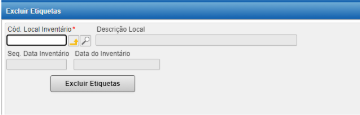 Excluir Etiquetas
Cód. Local Inventário * Descrição Local
Seq. Data Inventário Data do Inventário
Excluir Etiquetas